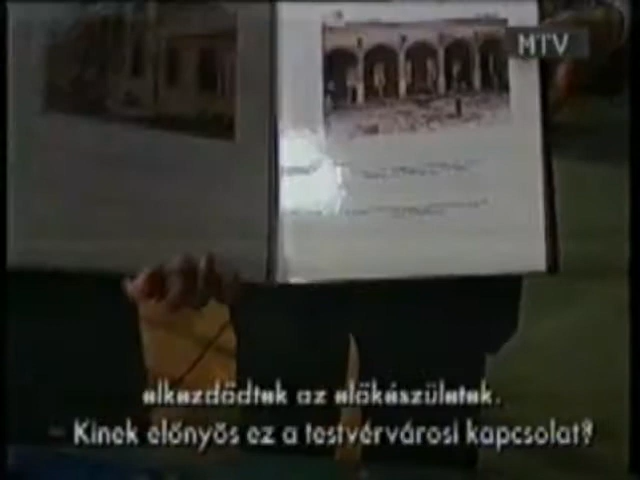 MTV
elkezdődtek az előkészületek.
- Kinek előnyös ez a testvérvárosi kapcsolat?